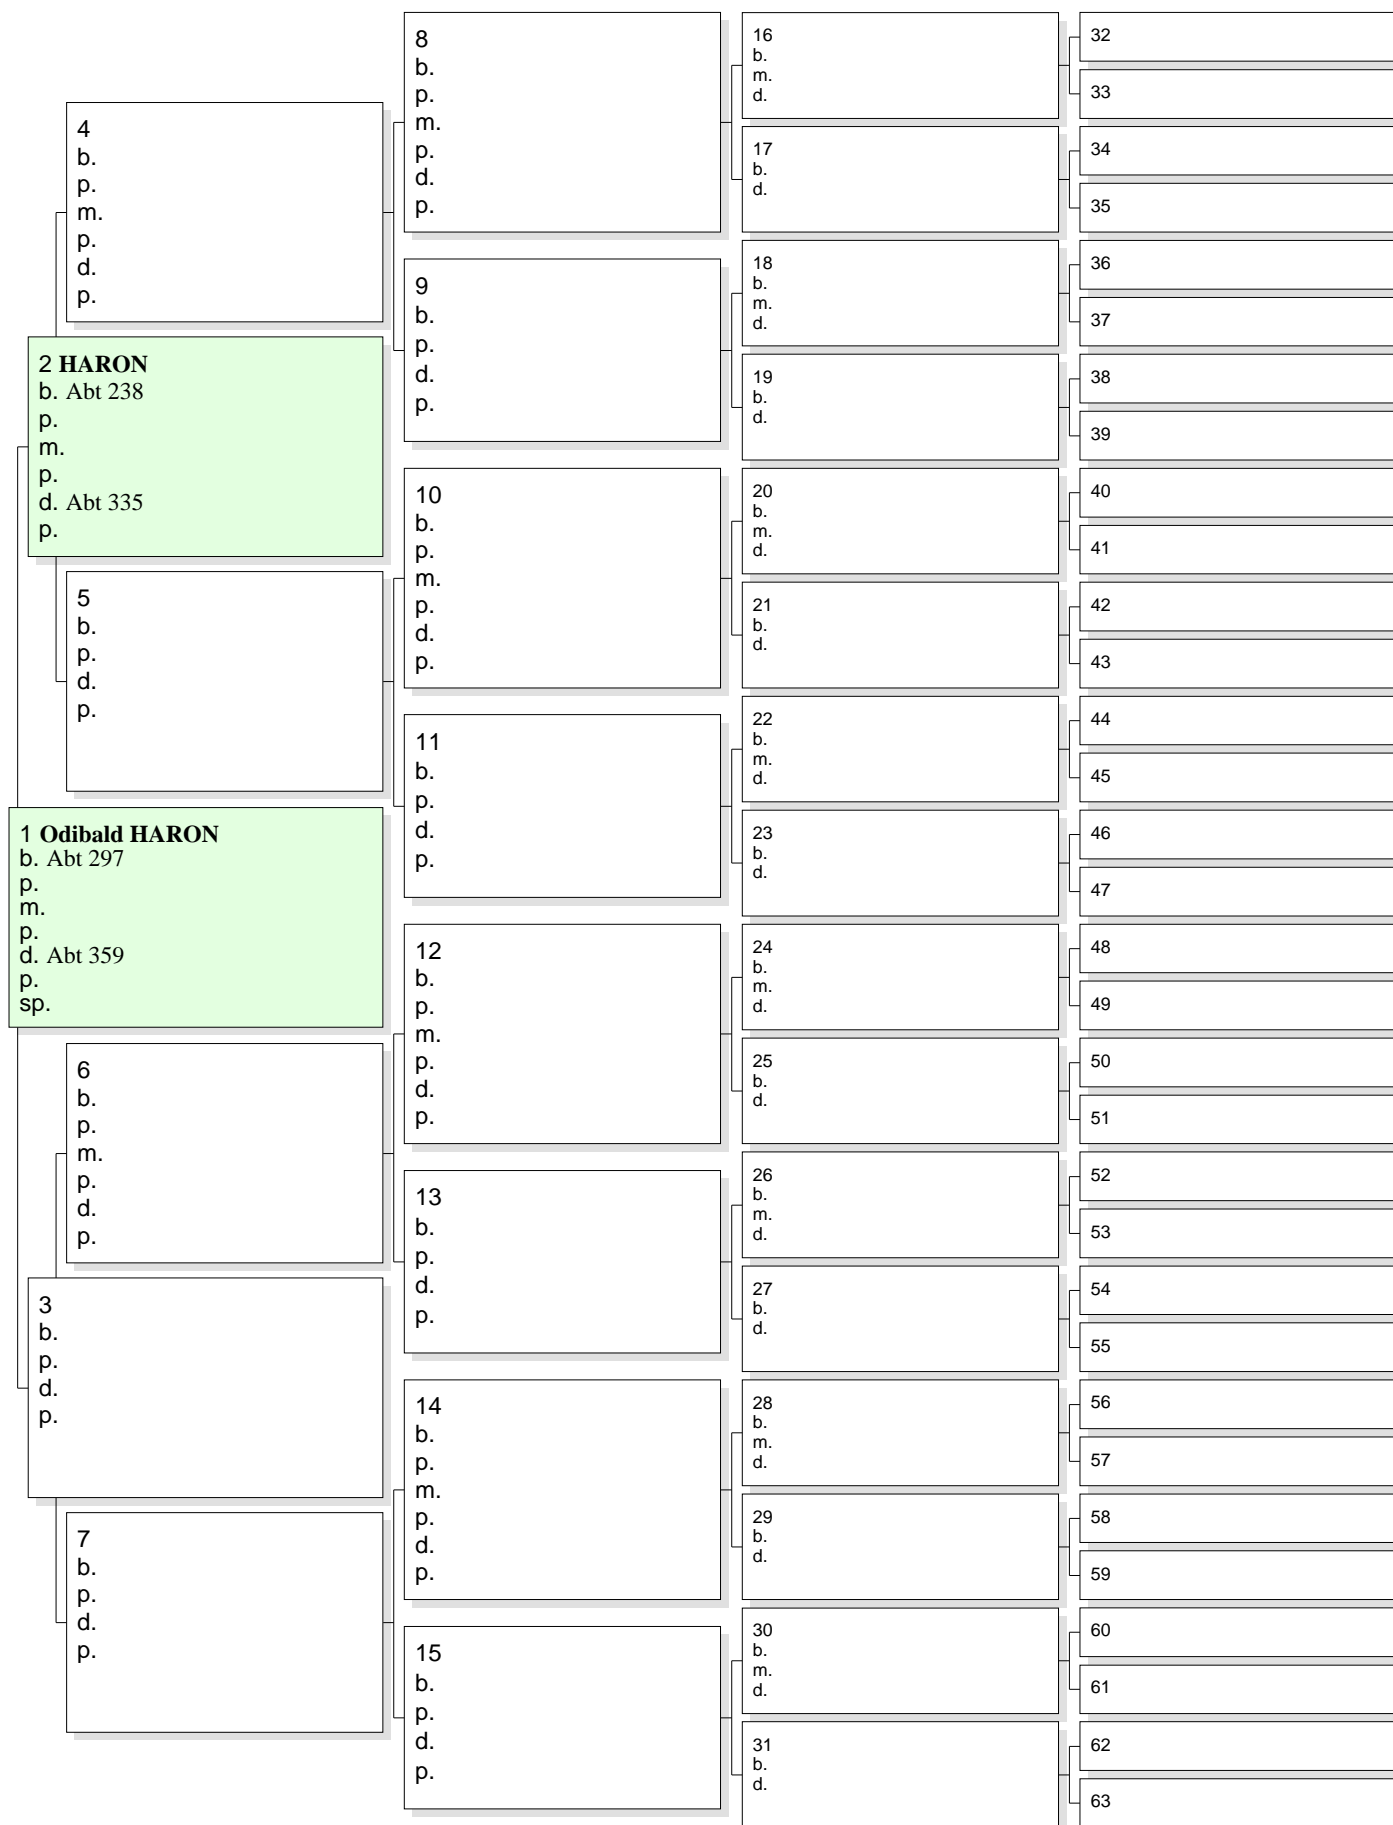 4
b.
p.
m.
p.
d.
p.
2 HARON
b. Abt 238
p.
m.
p.
d. Abt 335
p.
5
b.
p.
d.
p.
1 Odibald HARON
b. Abt 297
p.
m.
p.
d. Abt 359
p.
sp.
6
b.
p.
m.
p.
d.
p.
3
b.
p.
d.
p.
7
b.
p.
d.
p.
8
b.
p.
m.
p.
d.
p.
9
b.
p.
d.
p.
10
b.
p.
m.
p.
d.
p.
11
b.
p.
d.
p.
12
b.
p.
m.
p.
d.
p.
13
b.
p.
d.
p.
14
b.
p.
m.
p.
d.
p.
15
b.
p.
d.
p.
16
b.
m.
d.
17
b.
d.
18
b.
m.
d.
19
b.
d.
20
b.
m.
d.
21
b.
d.
22
b.
m.
d.
23
b.
d.
24
b.
m.
d.
25
b.
d.
26
b.
m.
d.
27
b.
d.
28
b.
m.
d.
29
b.
d.
30
b.
m.
d.
31
b.
d.
32
33
34
35
36
37
38
39
40
41
42
43
44
45
46
47
48
49
50
51
52
53
54
55
56
57
58
59
60
61
62
63